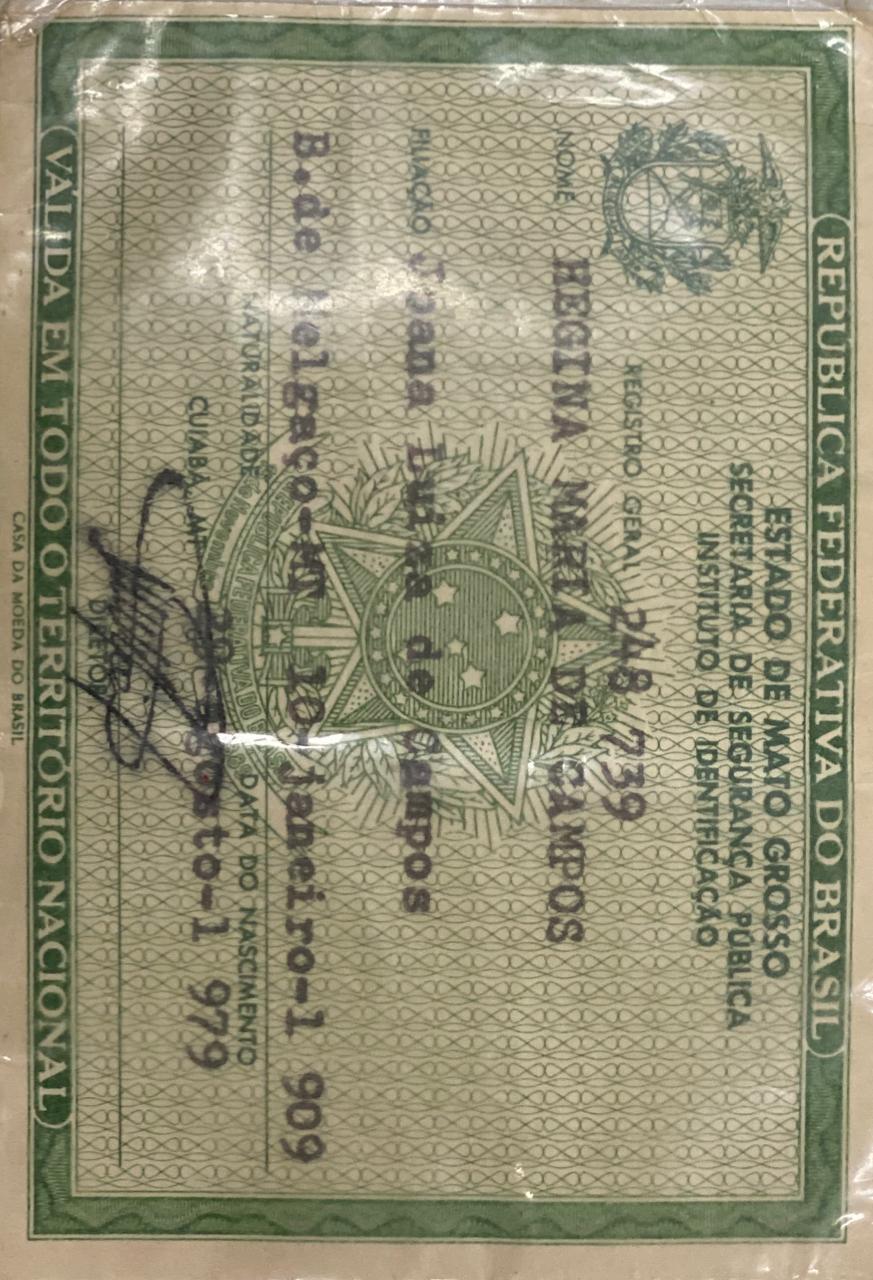 REPÚBLICA FEDERATIVA DO BRASIL
ESTADO DE MATO GROSSO
SECRETARIA DE SEGURANÇA PÚBLICA
INSTITUTO DE IDENTIFICAÇÃO
REGISTRO GERAL 248 739
NOME REGINA MARIA DE CAMPOS
FILIAÇÃO Joana Luiza de Campos
B.de Melgaço-MT 10-janeiro-1 909
NATURALIDADE DATA DO NASCIMENTO
CUIABÁ-MT agosto-1 979
DIRETOR
VÁLIDA EM TODO O TERRITÓRIO NACIONAL
CASA DA MOEDA DO BRASIL